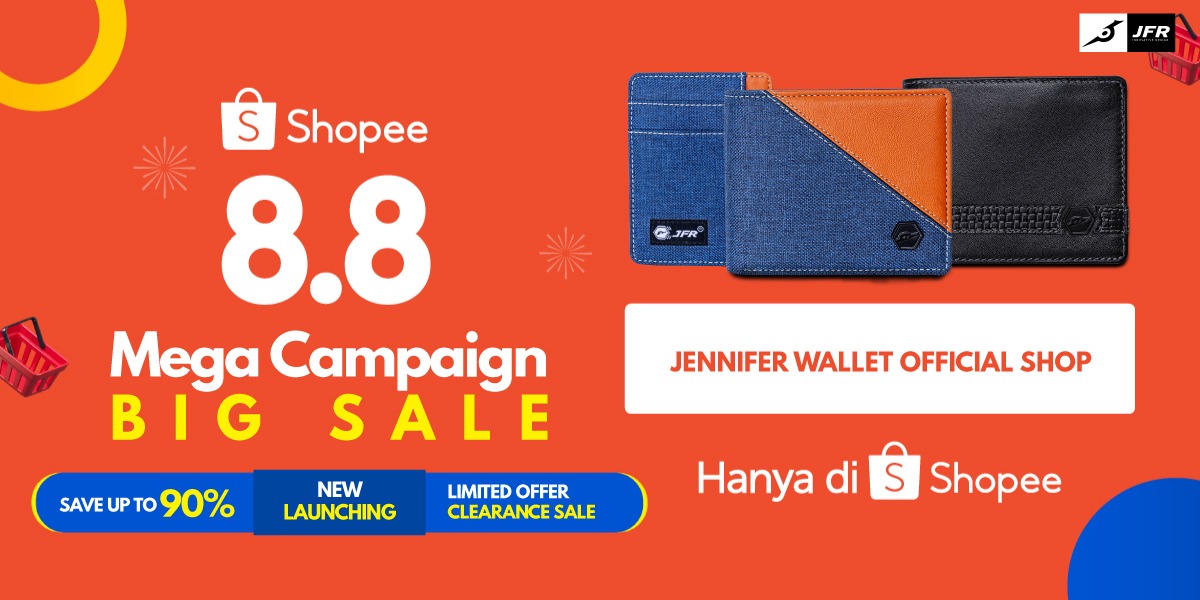 JFR
S Shopee
8.8
Mega Campaign
BIG SALE
SAVE UP TO 90%
NEW
LAUNCHING
LIMITED OFFER
CLEARANCE SALE
JFR®
JENNIFER WALLET OFFICIAL SHOP
Hanya di S Shopee